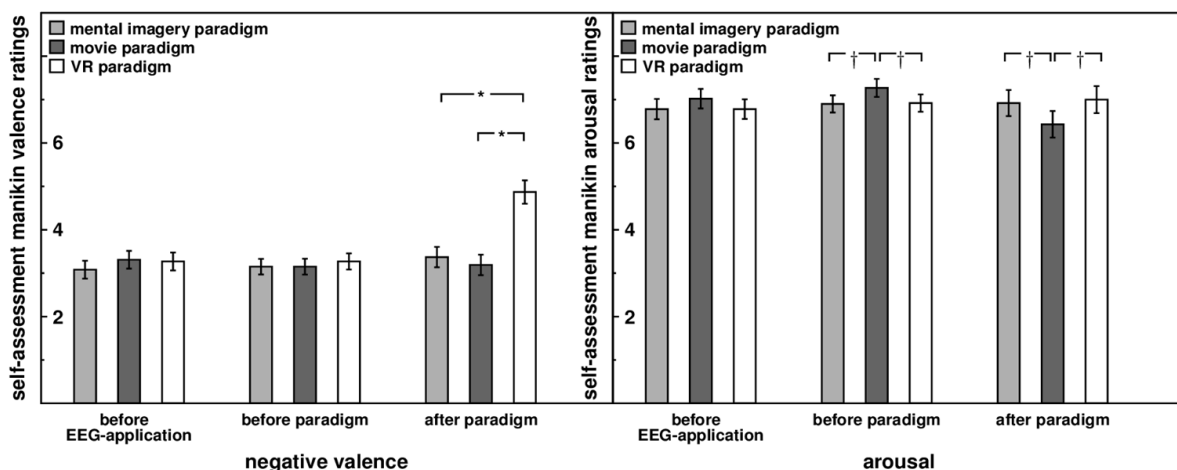 self-assessment manikin valence ratings
mental imagery paradigm
movie paradigm
VR paradigm
*
*
6
4
2
before
EEG-application
before paradigm
after paradigm
negative valence
self-assessment manikin arousal ratings
mental imagery paradigm
movie paradigm
VR paradigm
†
†
†
†
6
4
2
before
EEG-application
before paradigm
after paradigm
arousal